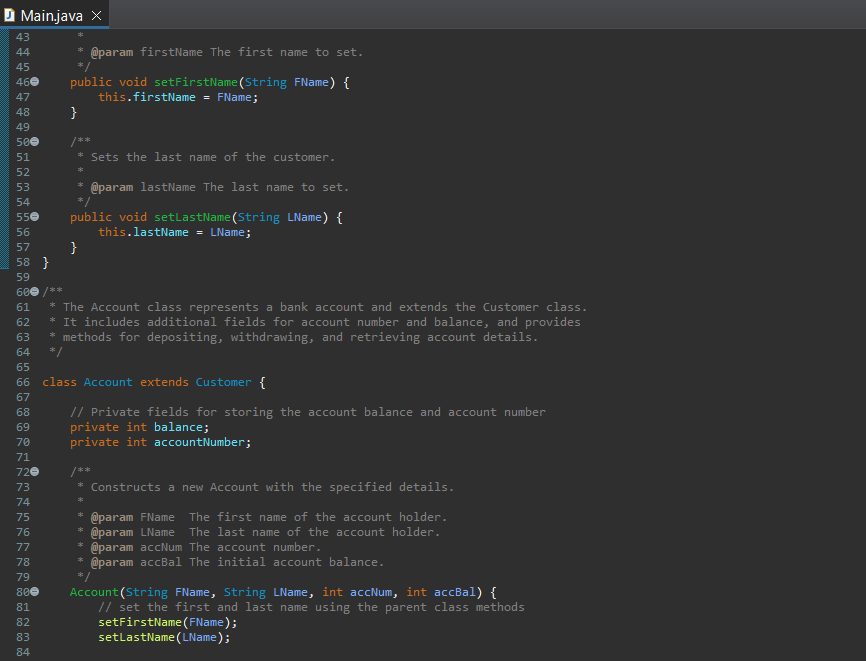 Main.java
43 *
44 * @param firstName The first name to set.
45 */
46 public void setFirstName(String FName) {
47 this.firstName = FName;
48 }
49
50 /**
51 * Sets the last name of the customer.
52 *
53 * @param lastName The last name to set.
54 */
55 public void setLastName(String LName) {
56 this.lastName = LName;
57 }
58 }
59
60 /**
61 * The Account class represents a bank account and extends the Customer class.
62 * It includes additional fields for account number and balance, and provides
63 * methods for depositing, withdrawing, and retrieving account details.
64 */
65
66 class Account extends Customer {
67
68 // Private fields for storing the account balance and account number
69 private int balance;
70 private int accountNumber;
71
72 /**
73 * Constructs a new Account with the specified details.
74 *
75 * @param FName  The first name of the account holder.
76 * @param LName  The last name of the account holder.
77 * @param accNum The account number.
78 * @param accBal The initial account balance.
79 */
80 Account(String FName, String LName, int accNum, int accBal) {
81 // set the first and last name using the parent class methods
82 setFirstName(FName);
83 setLastName(LName);
84